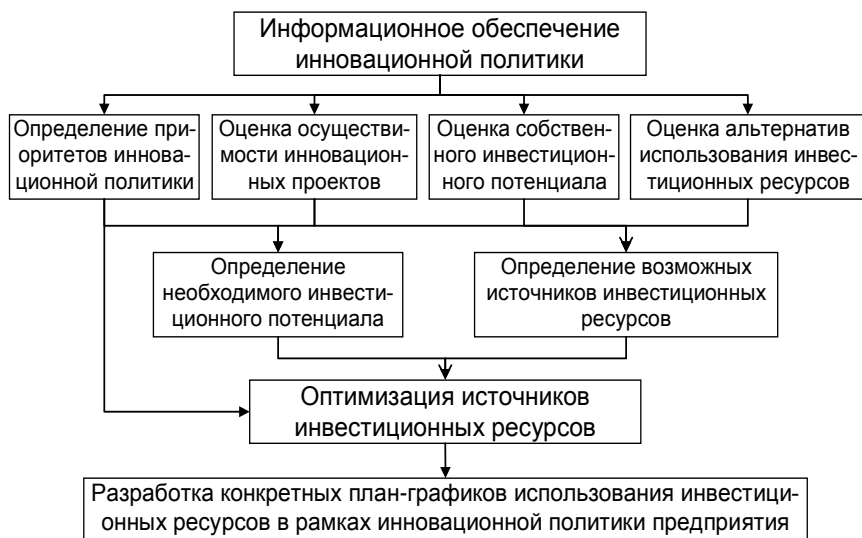 Информационное обеспечение
инновационной политики
Определение при-
оритетов иннова-
ционной политики
Оценка осуществи-
мости инновацион-
ных проектов
Оценка собствен-
ного инвестицион-
ного потенциала
Оценка альтернатив
использования инвес-
тиционных ресурсов
Определение
необходимого инвести-
ционного потенциала
Определение возможных
источников инвестиционных
ресурсов
Оптимизация источников
инвестиционных ресурсов
Разработка конкретных план-графиков использования инвестици-
онных ресурсов в рамках инновационной политики предприятия